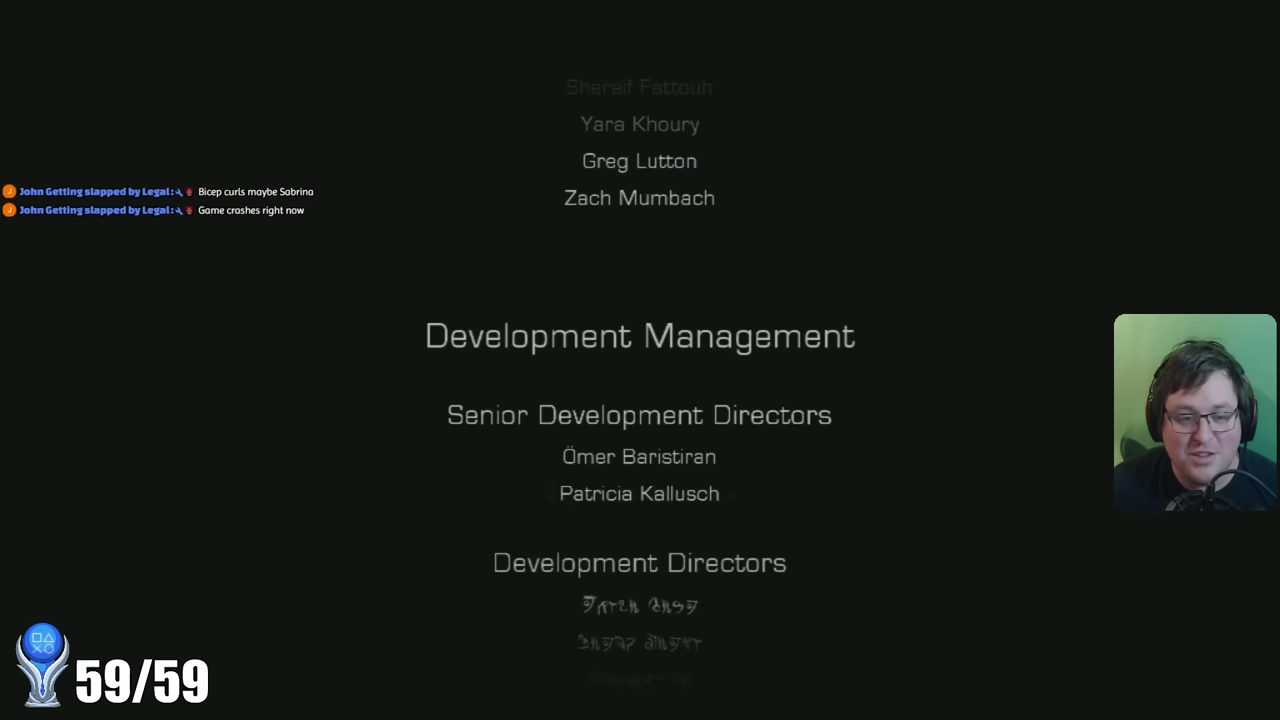 Shereif Fattouh
Yara Khoury
Greg Lutton
Zach Mumbach
John Getting slapped by Legal: Bicep curls maybe Sabrina
John Getting slapped by Legal: Game crashes right now
Development Management
Senior Development Directors
Ömer Baristiran
Patricia Kallusch
Development Directors
59/59